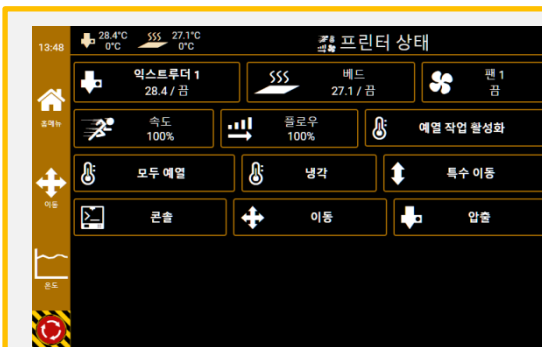 13:48
28.4°C
0°C
27.1°C
0°C
프린터 상태
익스트루더 1
28.4 / 끔
베드
27.1 / 끔
팬 1
끔
홈메뉴
속도
100%
플로우
100%
예열 작업 활성화
모두 예열
냉각
특수 이동
이동
콘솔
이동
압출
온도